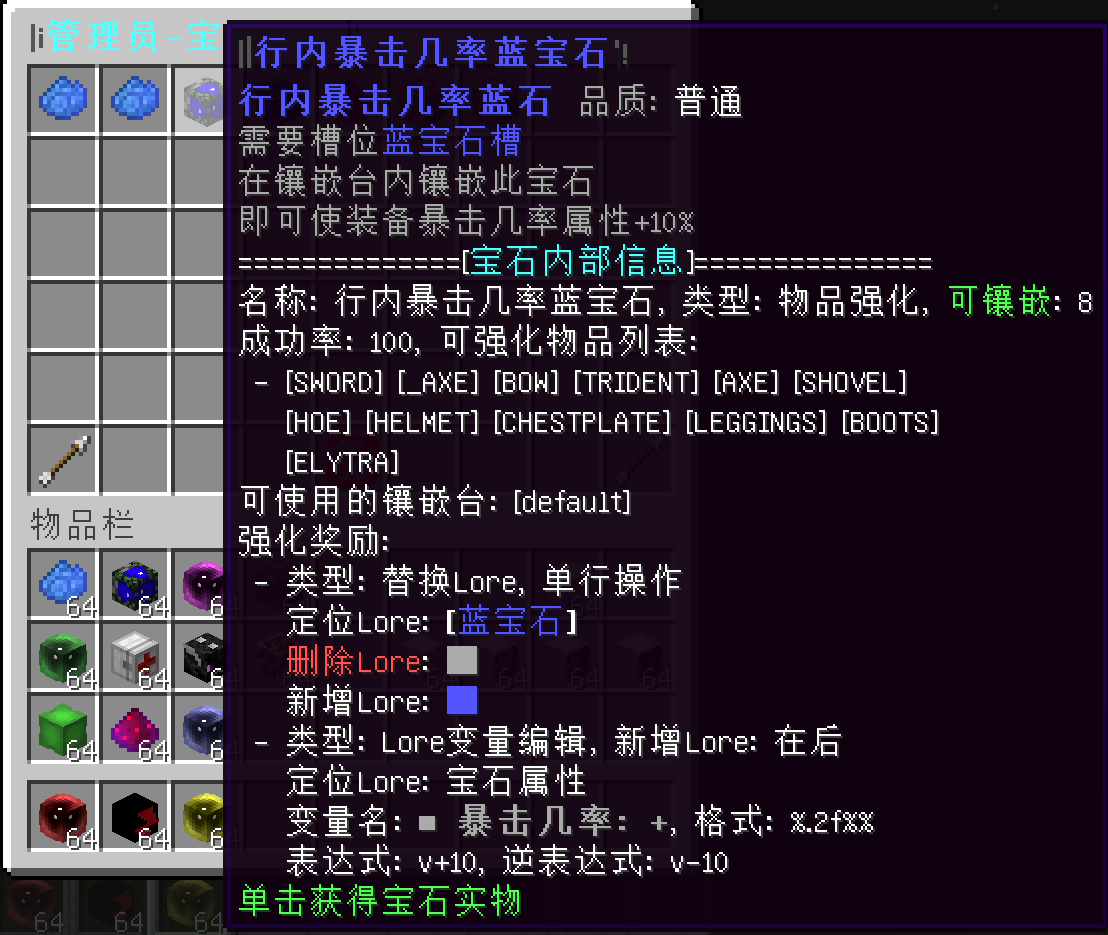 管理员-宝
行内暴击几率蓝宝石
行内暴击几率蓝石 品质: 普通
需要槽位蓝宝石槽
在镶嵌台内镶嵌此宝石
即可使装备暴击几率属性+10%
==============[宝石内部信息]===============
名称: 行内暴击几率蓝宝石, 类型: 物品强化, 可镶嵌: 8
成功率: 100, 可强化物品列表:
- [SWORD] [_AXE] [BOW] [TRIDENT] [AXE] [SHOVEL]
[HOE] [HELMET] [CHESTPLATE] [LEGGINGS] [BOOTS]
[ELYTRA]
可使用的镶嵌台: [default]
强化奖励:
- 类型: 替换Lore, 单行操作
定位Lore: [蓝宝石]
删除Lore: ■
新增Lore: ■
- 类型: Lore变量编辑, 新增Lore: 在后
定位Lore: 宝石属性
变量名: ■ 暴击几率: +, 格式: %.2f%%
表达式: v+10, 逆表达式: v-10
单击获得宝石实物
物品栏
64 64 6
64 64 6
64 64 6
64 64 64
64 64 64